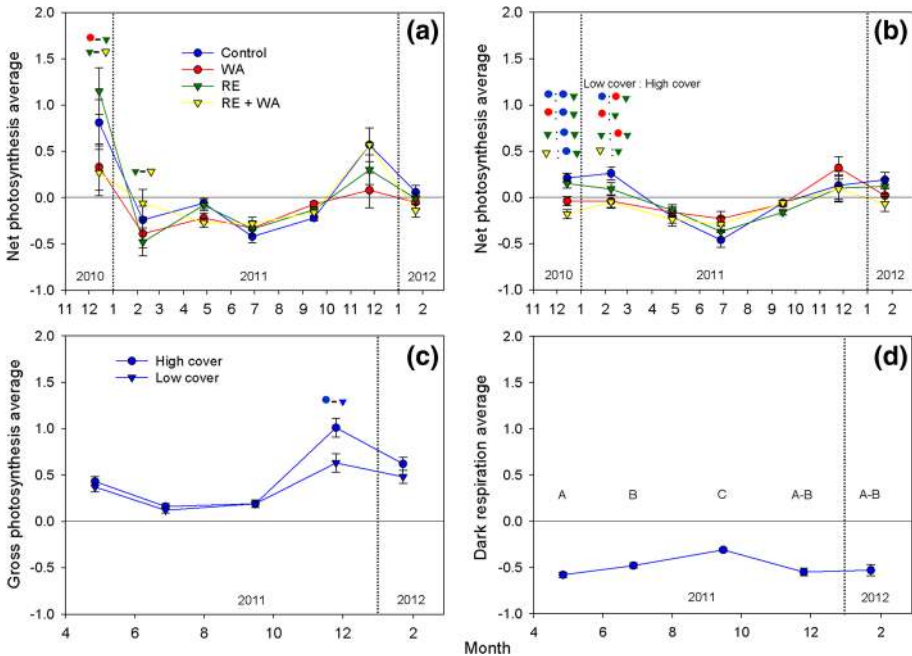 (a)
Net photosynthesis average
2.0
1.5
1.0
0.5
0.0
-0.5
-1.0
Control
WA
RE
RE + WA
2010
2011
2012
11 12 1 2 3 4 5 6 7 8 9 10 11 12 1 2
(b)
Net photosynthesis average
2.0
1.5
1.0
0.5
0.0
-0.5
-1.0
Low cover : High cover
2010
2011
2012
11 12 1 2 3 4 5 6 7 8 9 10 11 12 1 2
(c)
Gross photosynthesis average
2.0
1.5
1.0
0.5
0.0
-0.5
-1.0
High cover
Low cover
2011
2012
4 6 8 10 12 2
(d)
Dark respiration average
2.0
1.5
1.0
0.5
0.0
-0.5
-1.0
A B C A-B A-B
2011
2012
4 6 8 10 12 2
Month